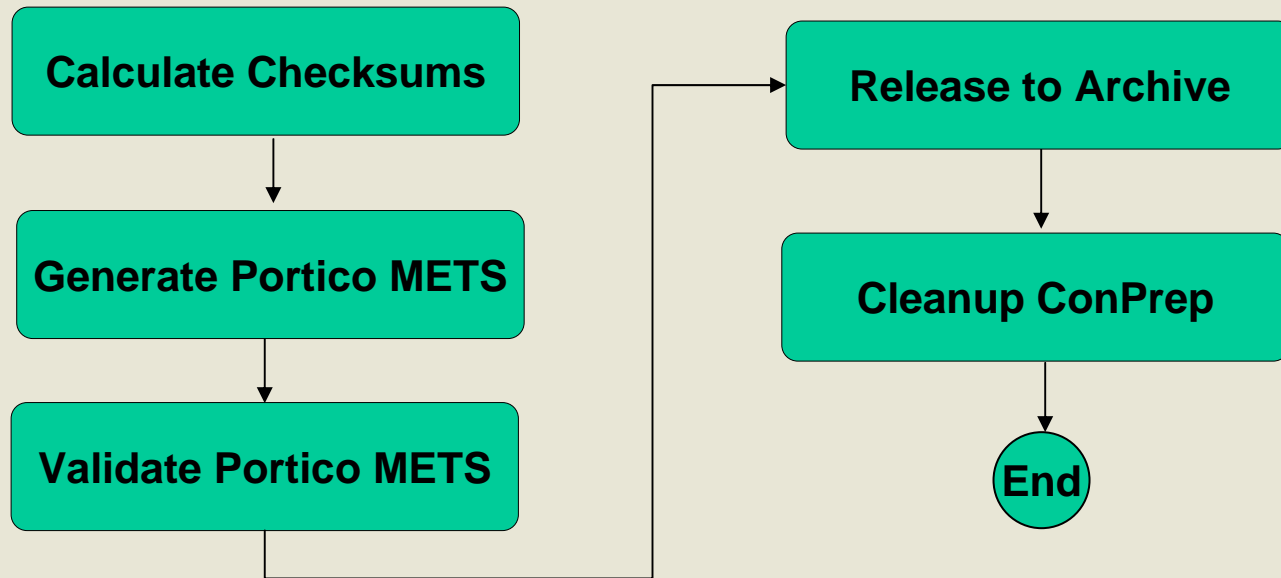 Calculate Checksums
Generate Portico METS
Validate Portico METS
Release to Archive
Cleanup ConPrep
End